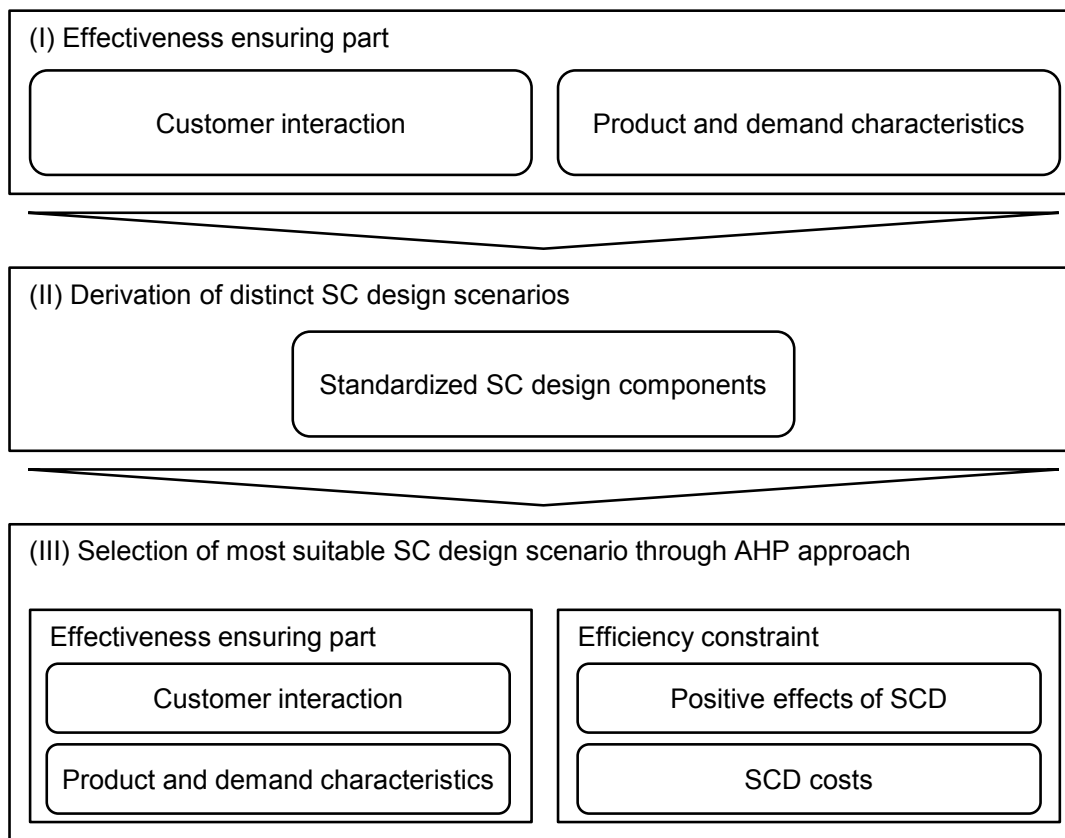 (I) Effectiveness ensuring part
Customer interaction
Product and demand characteristics
(II) Derivation of distinct SC design scenarios
Standardized SC design components
(III) Selection of most suitable SC design scenario through AHP approach
Effectiveness ensuring part
Customer interaction
Product and demand characteristics
Efficiency constraint
Positive effects of SCD
SCD costs